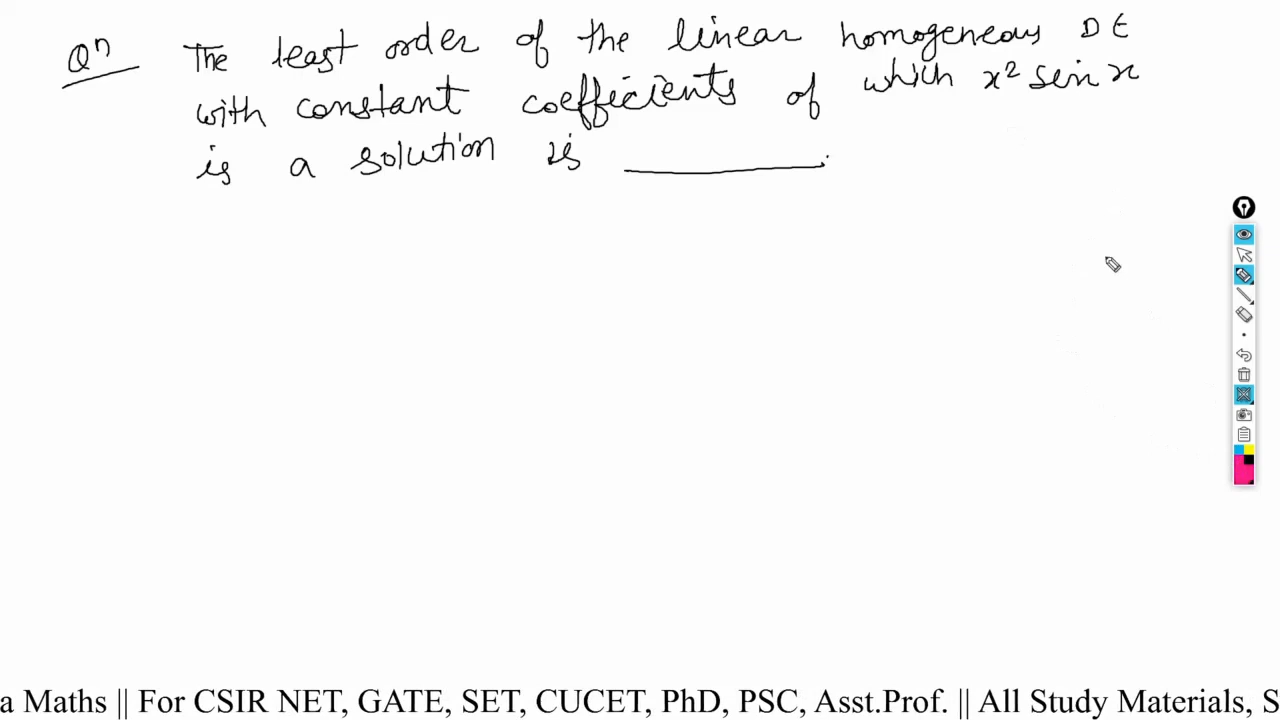 Qⁿ The least order of the linear homogeneous DE
with constant coefficients of which x² sin x
is a solution is ________.
a Maths || For CSIR NET, GATE, SET, CUCET, PhD, PSC, Asst.Prof. || All Study Materials, S